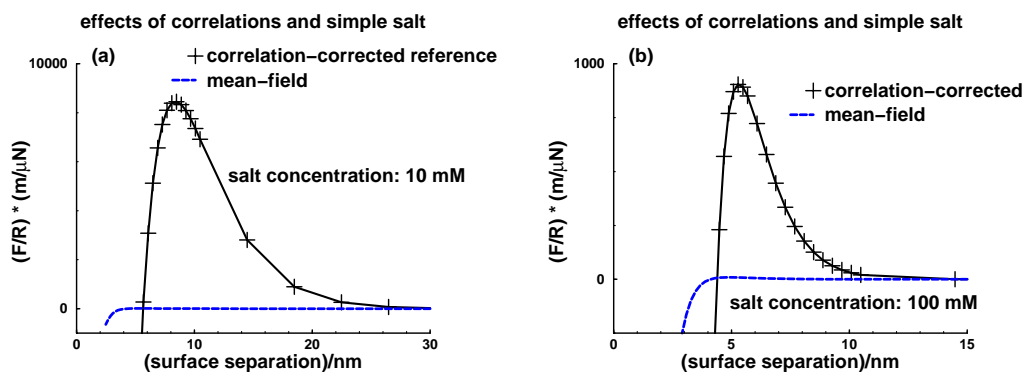 effects of correlations and simple salt
(a)
correlation−corrected reference
mean−field
salt concentration: 10 mM
(F/R) * (m/μN)
10000
0
0
10
20
30
(surface separation)/nm
effects of correlations and simple salt
(b)
correlation−corrected
mean−field
salt concentration: 100 mM
(F/R) * (m/μN)
1000
500
0
0
5
10
15
(surface separation)/nm